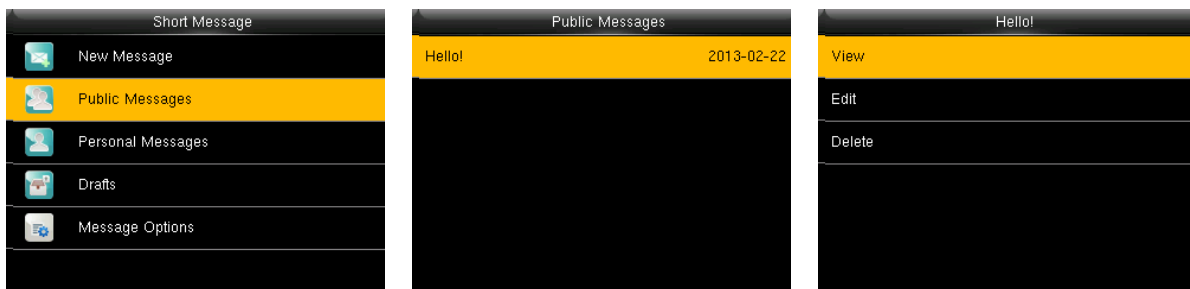 Short Message
New Message
Public Messages
Personal Messages
Drafts
Message Options
Public Messages
Hello! 2013-02-22
Hello!
View
Edit
Delete